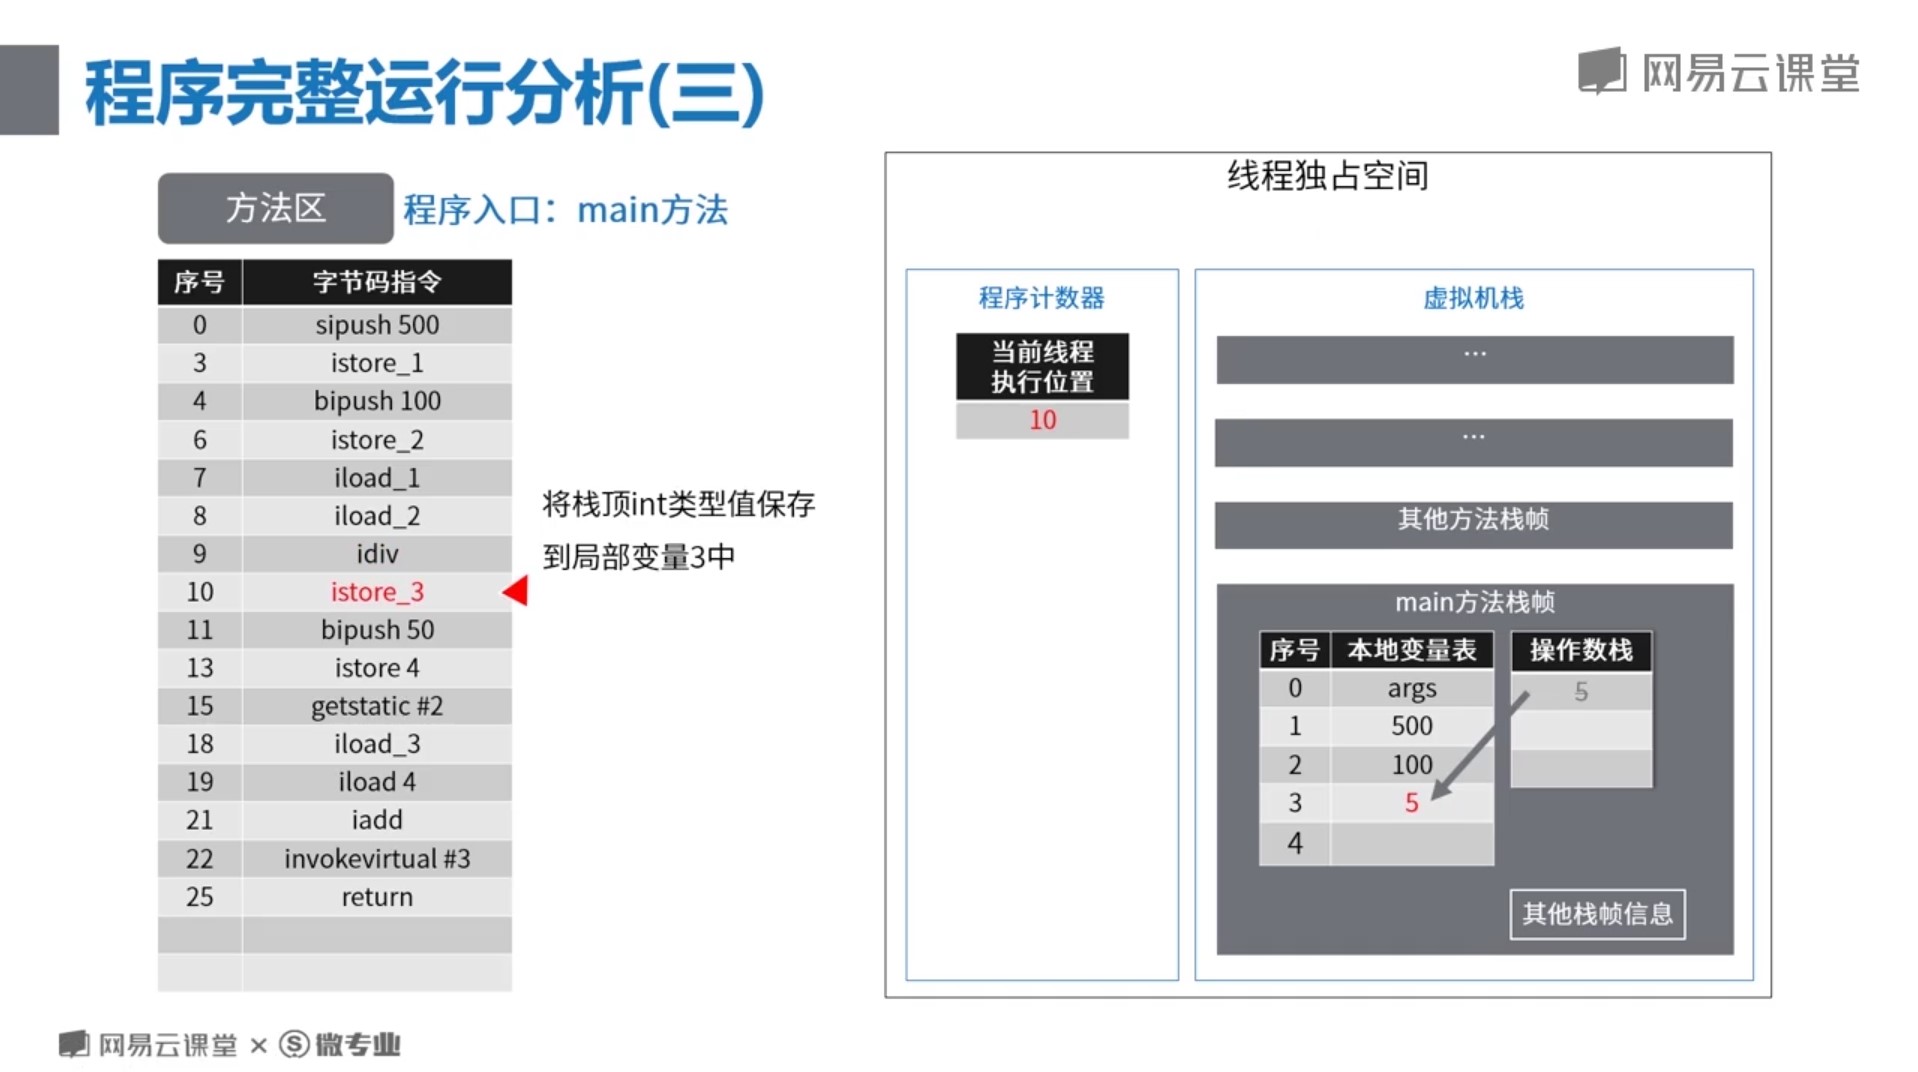 程序完整运行分析(三)
网易云课堂
方法区 程序入口：main方法
序号 字节码指令
0 sipush 500
3 istore_1
4 bipush 100
6 istore_2
7 iload_1
8 iload_2
9 idiv
10 istore_3
11 bipush 50
13 istore 4
15 getstatic #2
18 iload_3
19 iload 4
21 iadd
22 invokevirtual #3
25 return
将栈顶int类型值保存
到局部变量3中
线程独占空间
程序计数器
当前线程
执行位置
10
虚拟机栈
...
...
其他方法栈帧
main方法栈帧
序号 本地变量表
0 args
1 500
2 100
3 5
4
操作数栈
5
其他栈帧信息
网易云课堂 × S 微专业